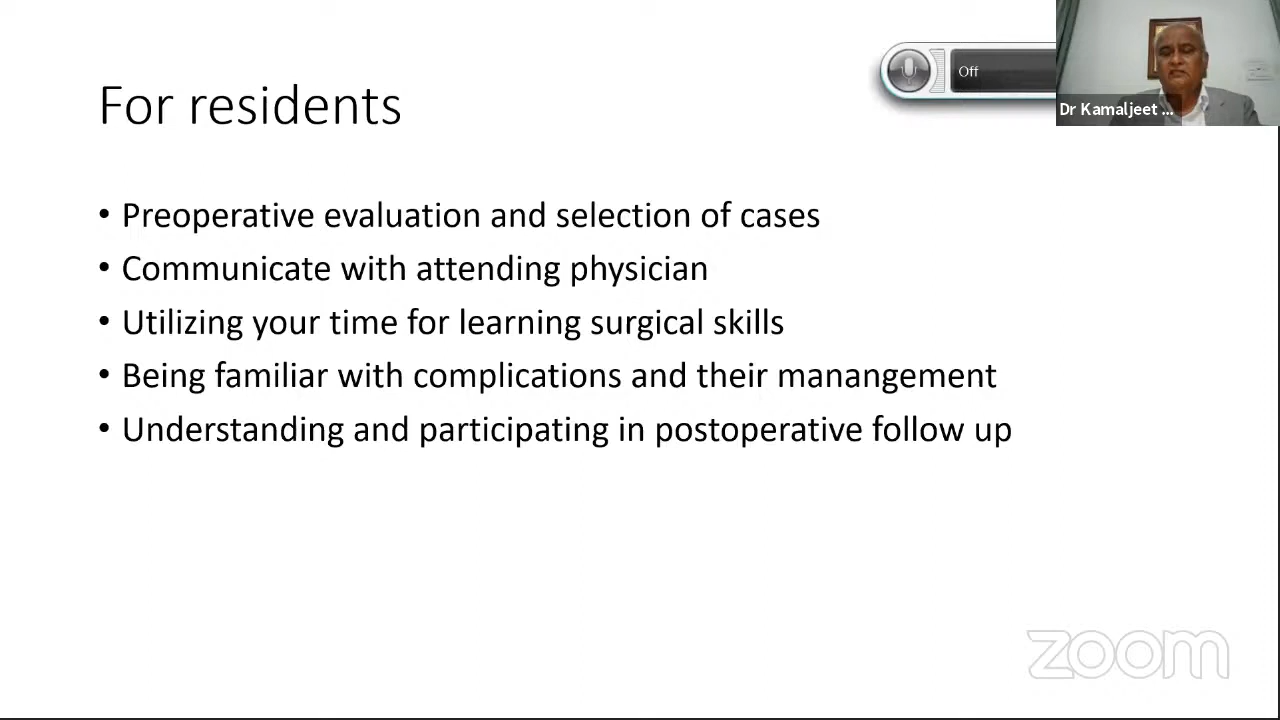 For residents
Off
Dr Kamaljeet ...
• Preoperative evaluation and selection of cases
• Communicate with attending physician
• Utilizing your time for learning surgical skills
• Being familiar with complications and their manangement
• Understanding and participating in postoperative follow up
zoom